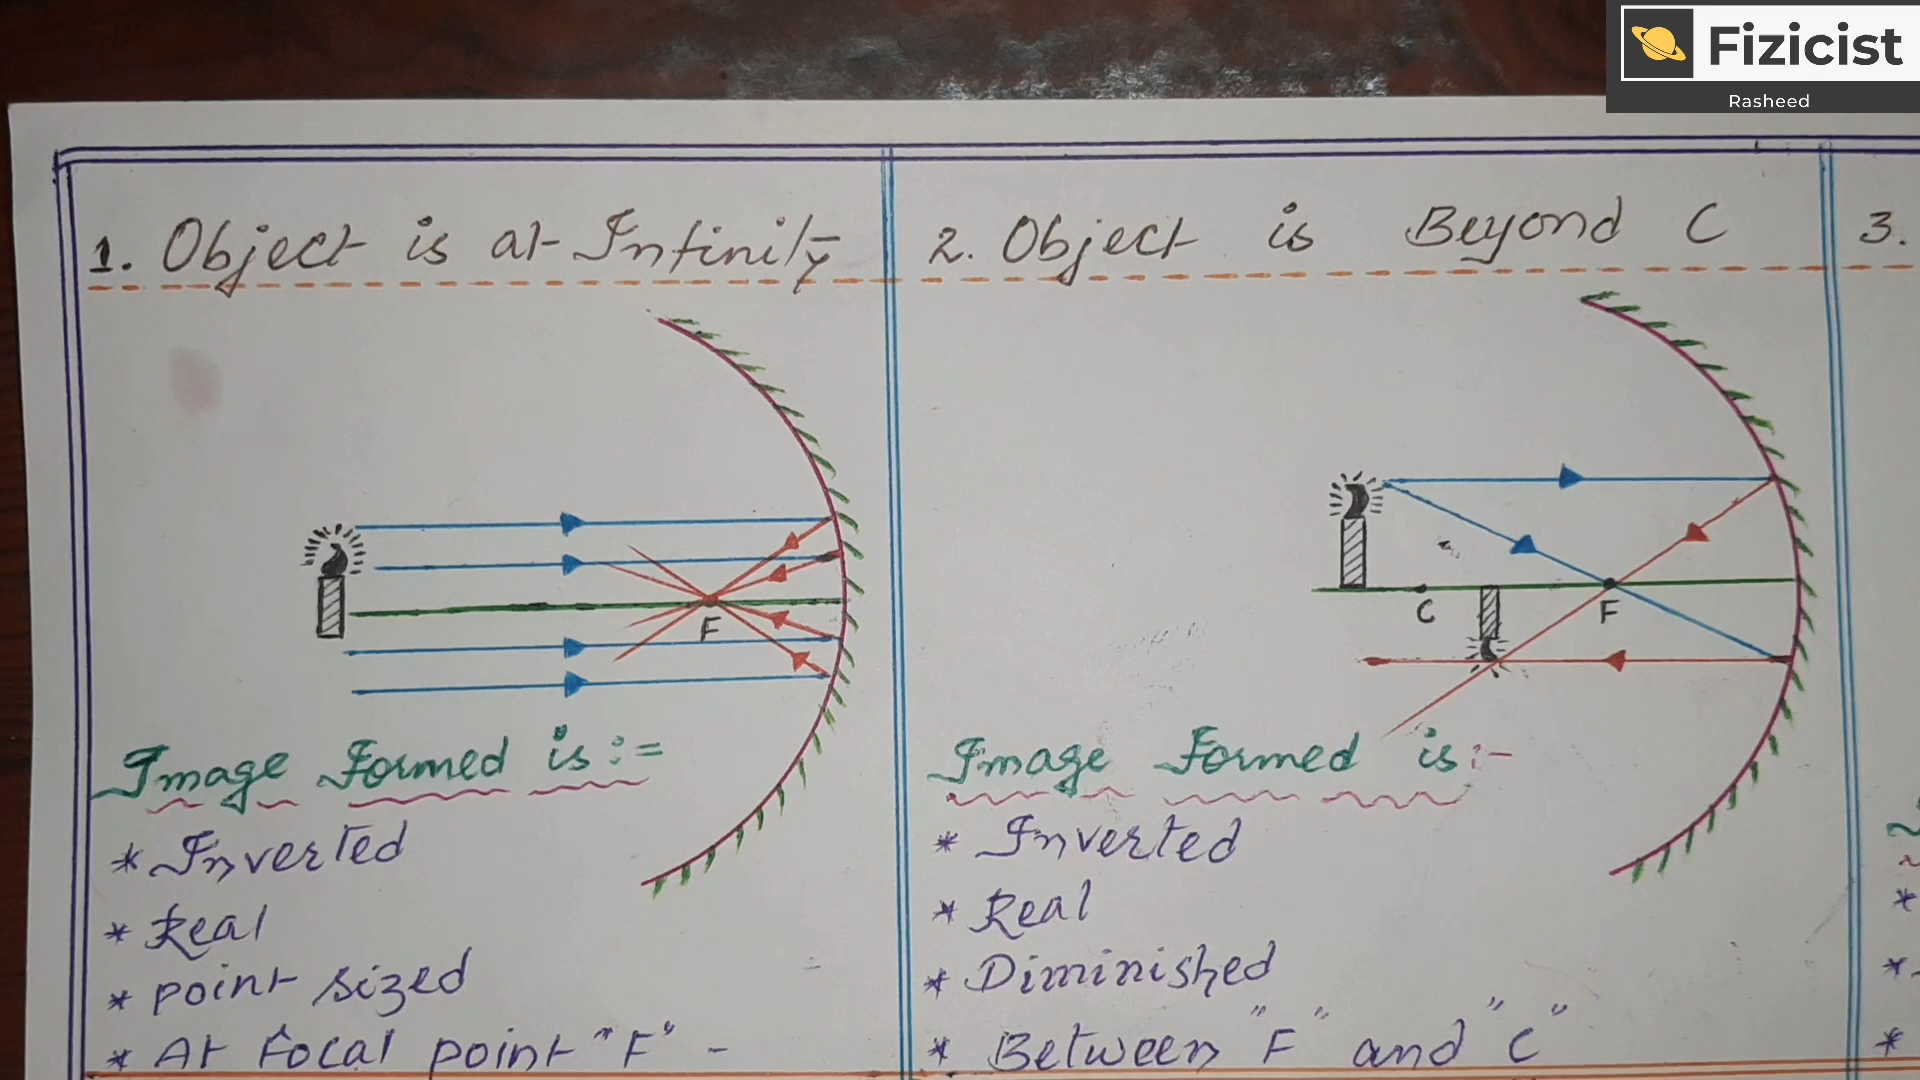 Fizicist
Rasheed
1. Object is at Infinity
F
Image Formed is :=
* Inverted
* Real
* point sized
* At focal point "F" -
2. Object is Beyond C
C
F
Image Formed is :-
* Inverted
* Real
* Diminished
* Between "F" and "C"
3.
*
*
*